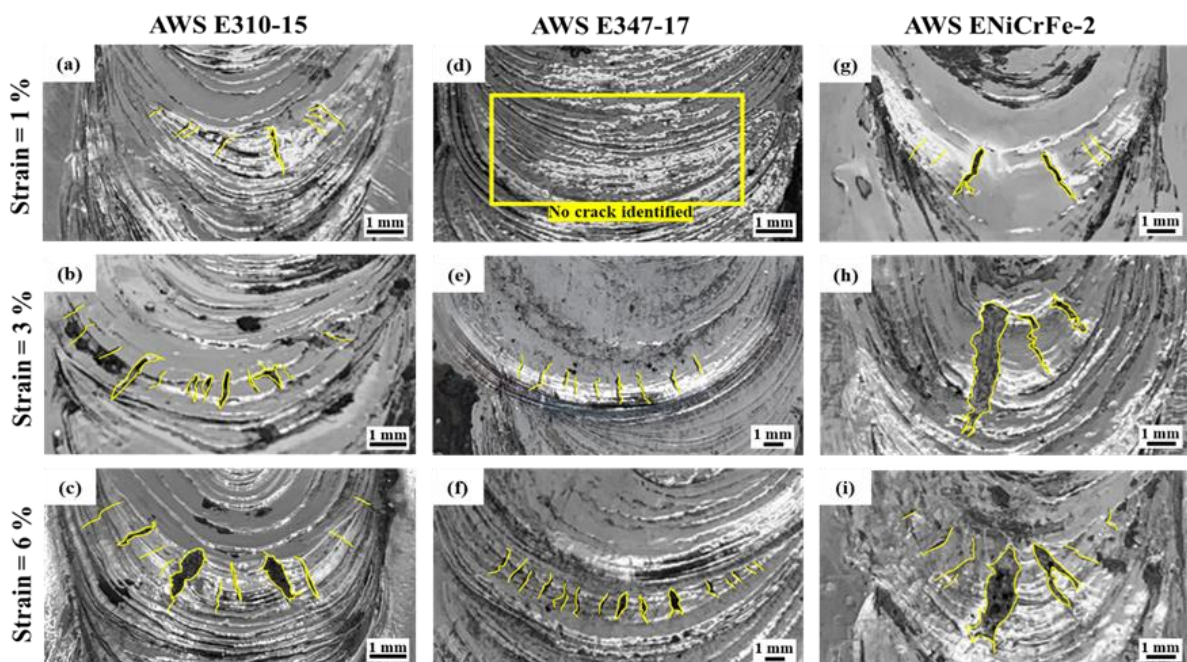 AWS E310-15
AWS E347-17
AWS ENiCrFe-2
Strain = 1 %
(a)
1 mm
(d)
No crack identified
1 mm
(g)
1 mm
Strain = 3 %
(b)
1 mm
(e)
1 mm
(h)
1 mm
Strain = 6 %
(c)
1 mm
(f)
1 mm
(i)
1 mm